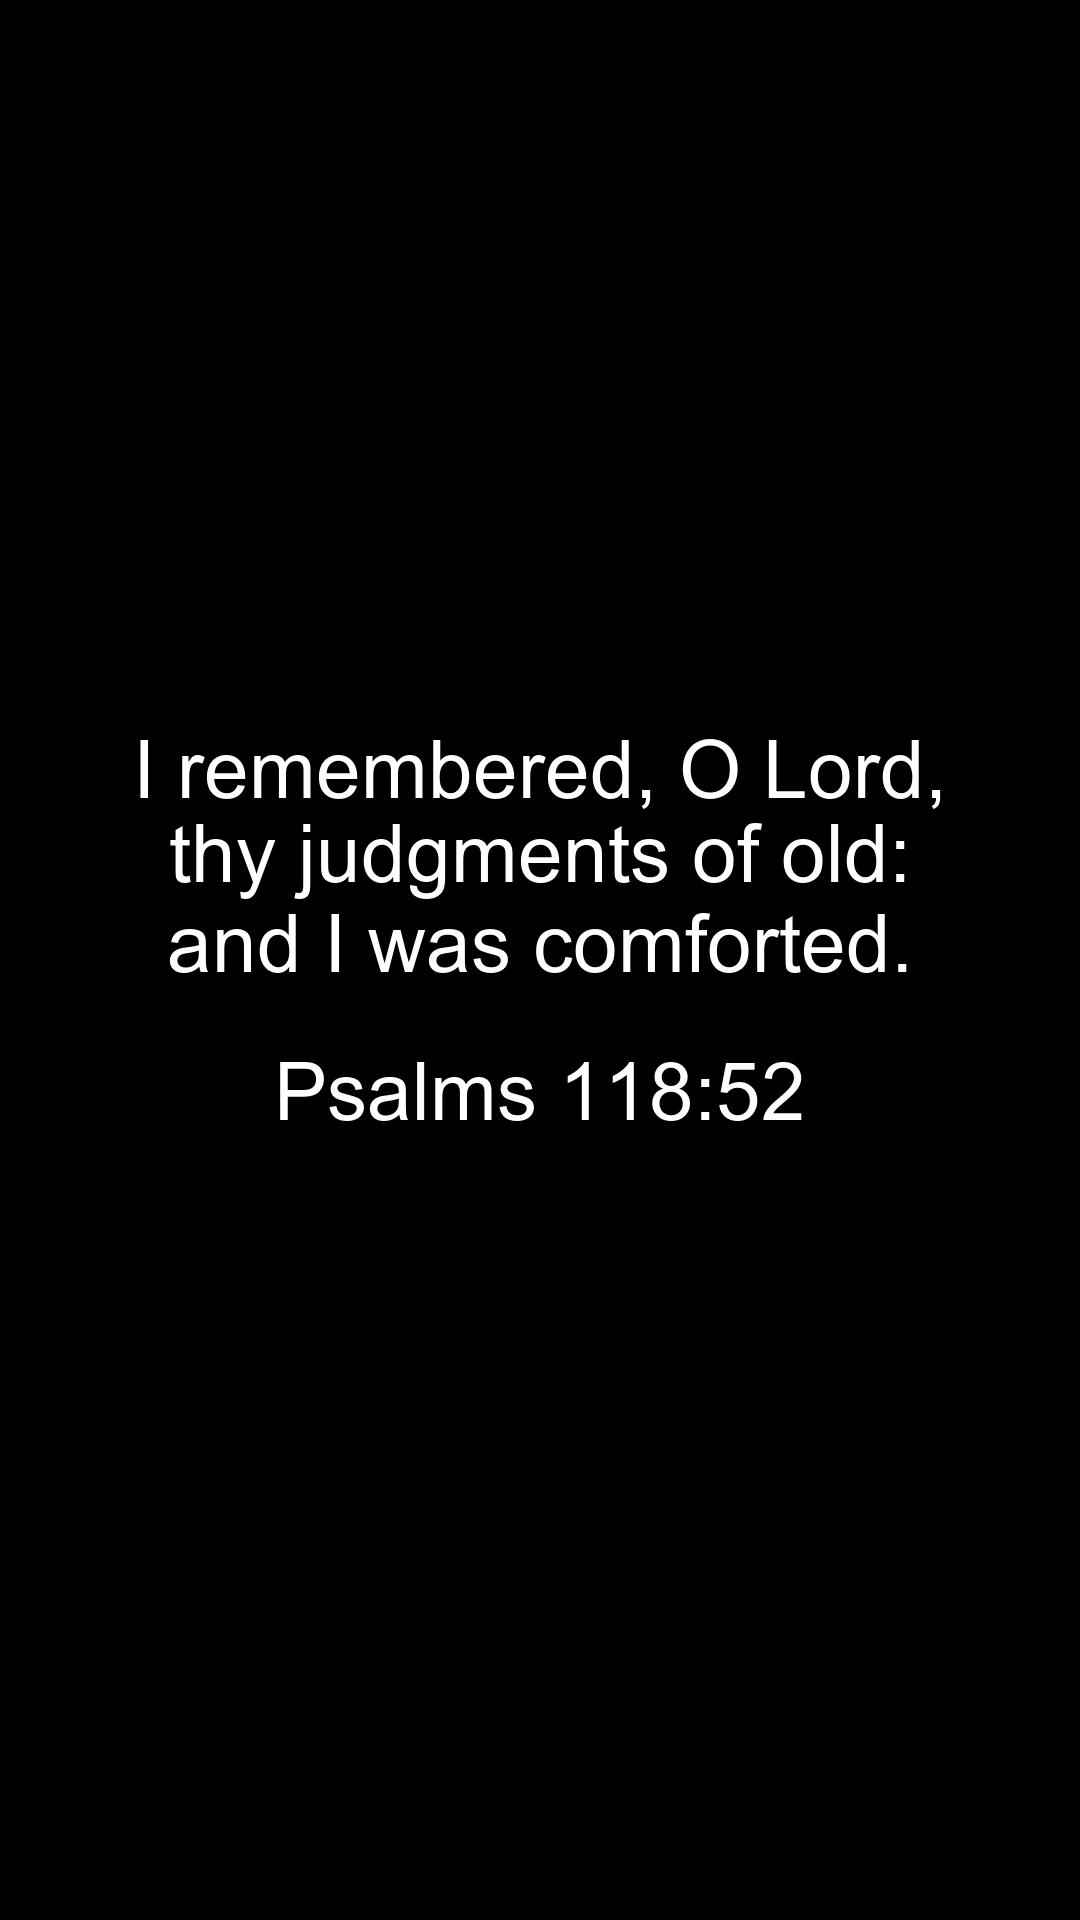 I remembered, O Lord,
thy judgments of old:
and I was comforted.
Psalms 118:52